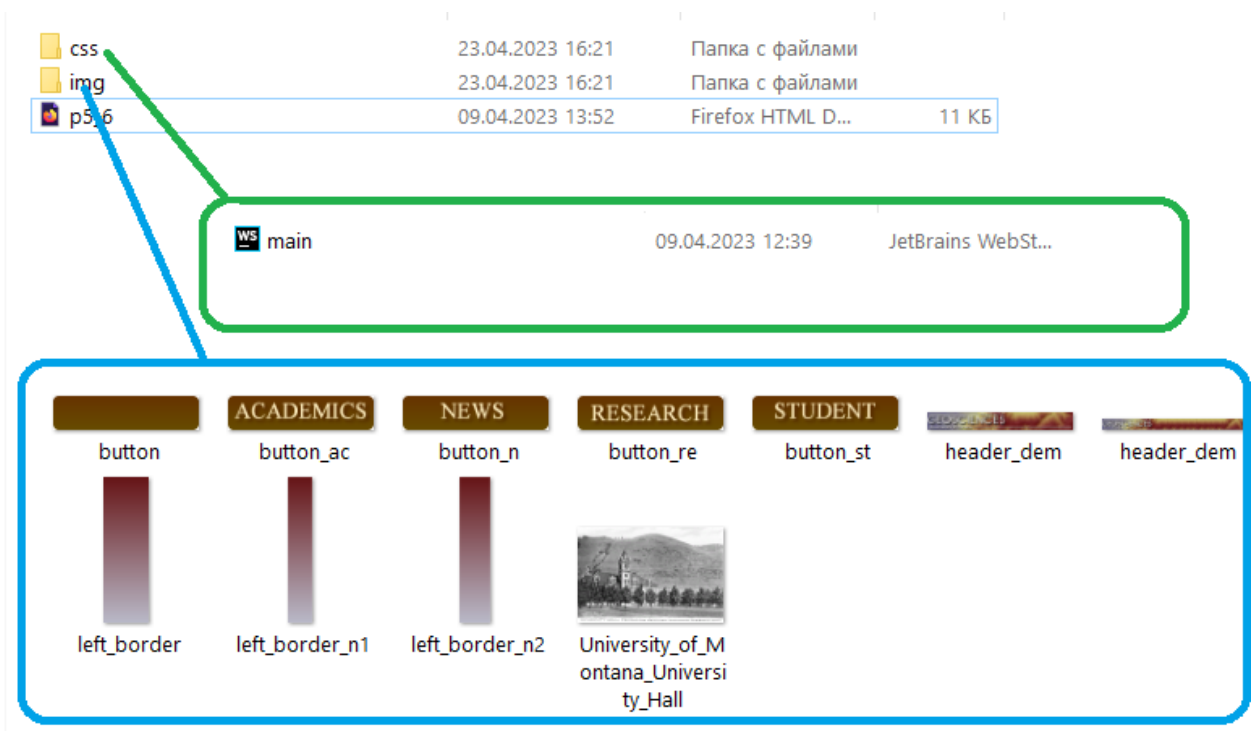 css 23.04.2023 16:21 Папка с файлами
img 23.04.2023 16:21 Папка с файлами
p5_6 09.04.2023 13:52 Firefox HTML D... 11 КБ
WS main 09.04.2023 12:39 JetBrains WebSt...
ACADEMICS NEWS RESEARCH STUDENT
button button_ac button_n button_re button_st header_dem header_dem
left_border left_border_n1 left_border_n2 University_of_M
ontana_Universi
ty_Hall